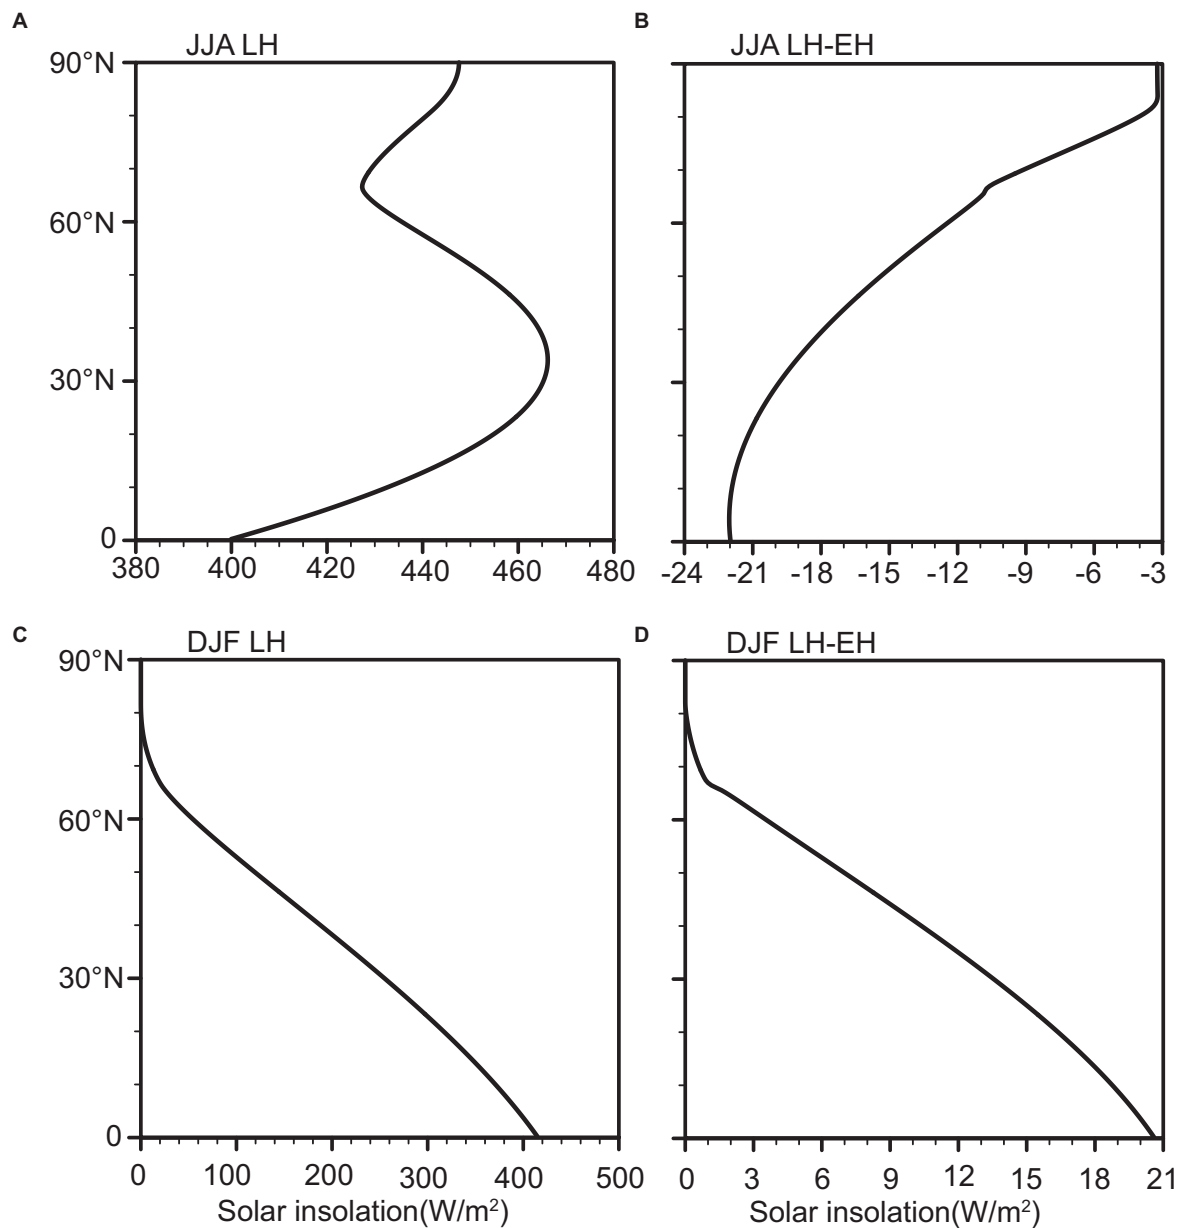 A
B
JJA LH
JJA LH-EH
90°N
60°N
30°N
0
380 400 420 440 460 480
-24 -21 -18 -15 -12 -9 -6 -3
C
D
DJF LH
DJF LH-EH
90°N
60°N
30°N
0
0 100 200 300 400 500
0 3 6 9 12 15 18 21
Solar insolation(W/m²)
Solar insolation(W/m²)